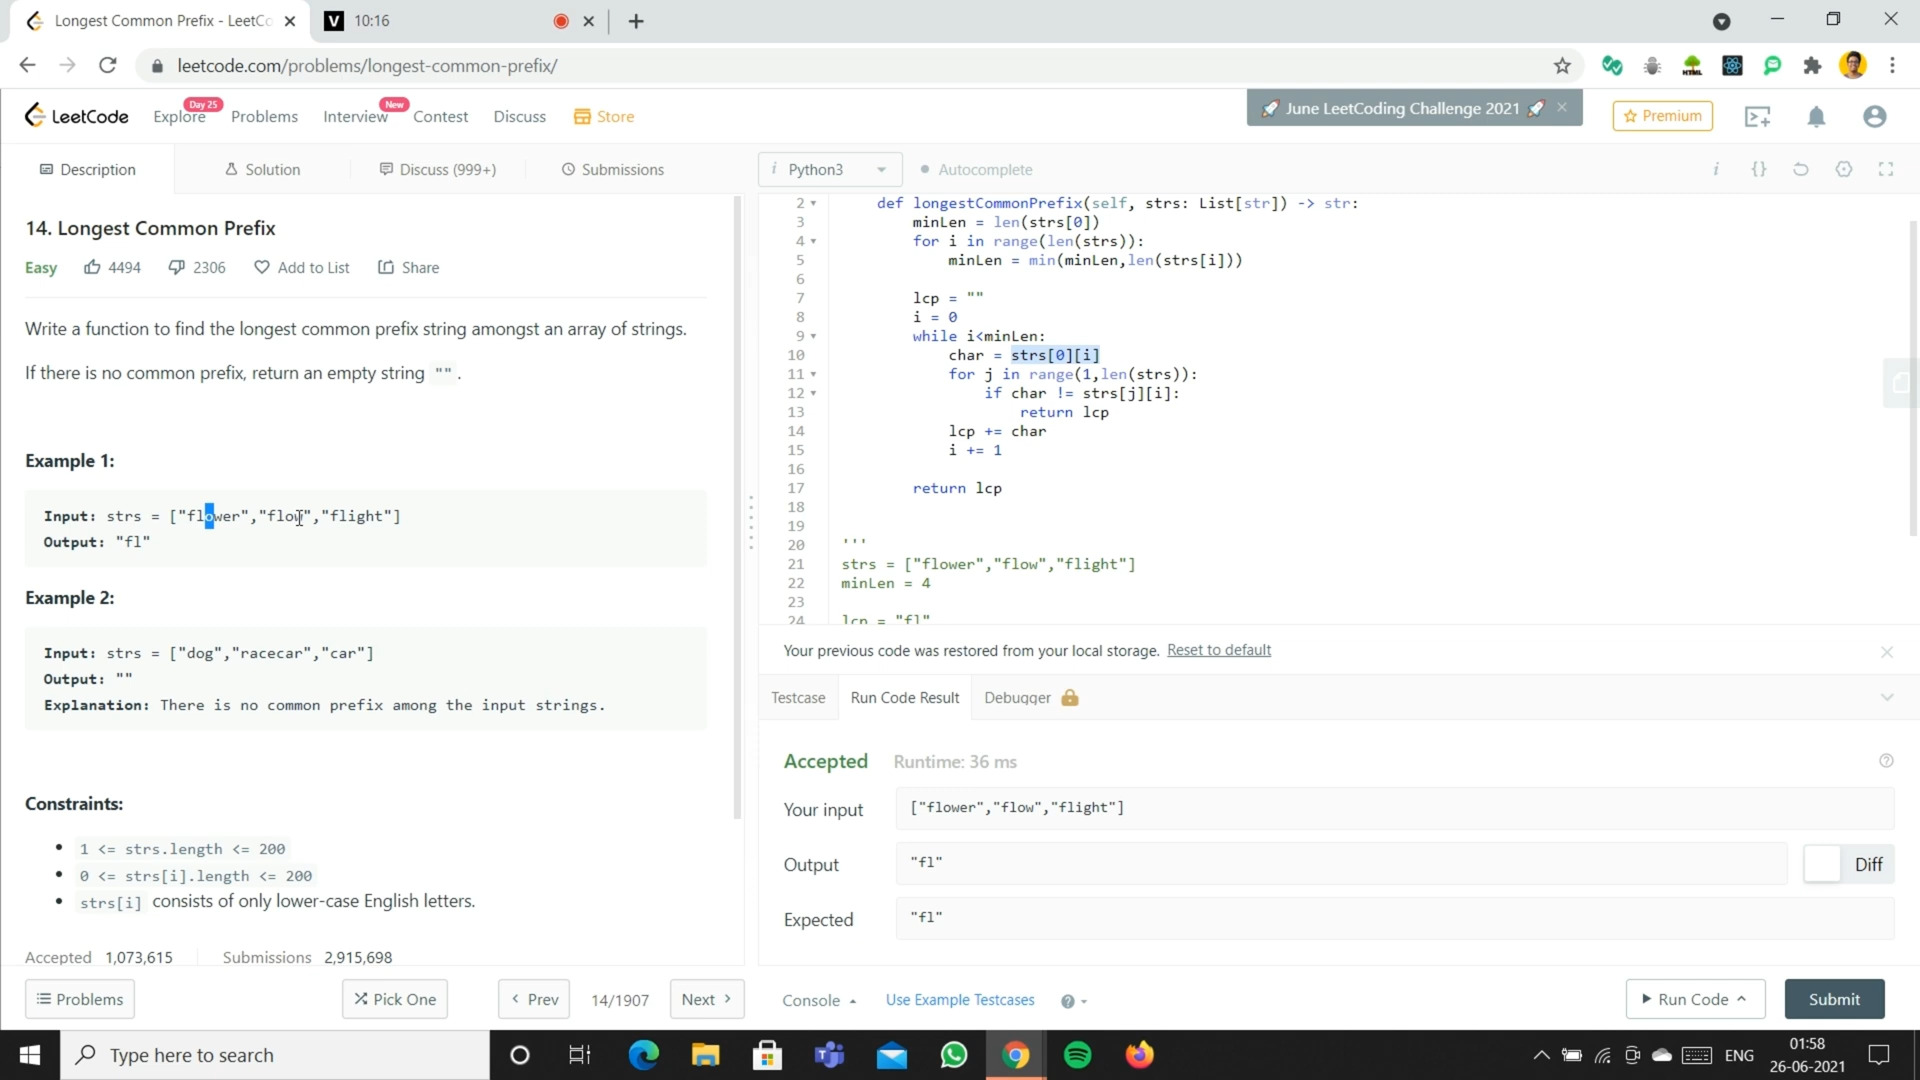 Longest Common Prefix - LeetCo
10:16
leetcode.com/problems/longest-common-prefix/
LeetCode
Explore
Day 25
Problems
Interview
New
Contest
Discuss
Store
🚀 June LeetCoding Challenge 2021 🚀
Premium
Description
Solution
Discuss (999+)
Submissions
14. Longest Common Prefix
Easy
4494
2306
Add to List
Share
Write a function to find the longest common prefix string amongst an array of strings.
If there is no common prefix, return an empty string "".
Example 1:
Input: strs = ["flower","flow","flight"]
Output: "fl"
Example 2:
Input: strs = ["dog","racecar","car"]
Output: ""
Explanation: There is no common prefix among the input strings.
Constraints:
1 <= strs.length <= 200
0 <= strs[i].length <= 200
strs[i] consists of only lower-case English letters.
Accepted 1,073,615
Submissions 2,915,698
Problems
Pick One
Prev
14/1907
Next
Python3
Autocomplete
2 def longestCommonPrefix(self, strs: List[str]) -> str:
3 minLen = len(strs[0])
4 for i in range(len(strs)):
5 minLen = min(minLen,len(strs[i]))
6
7 lcp = ""
8 i = 0
9 while i<minLen:
10 char = strs[0][i]
11 for j in range(1,len(strs)):
12 if char != strs[j][i]:
13 return lcp
14 lcp += char
15 i += 1
16
17 return lcp
18
19
20 '''
21 strs = ["flower","flow","flight"]
22 minLen = 4
23
24 lcp = "fl"
Your previous code was restored from your local storage. Reset to default
Testcase
Run Code Result
Debugger
Accepted
Runtime: 36 ms
Your input
["flower","flow","flight"]
Output
"fl"
Diff
Expected
"fl"
Console
Use Example Testcases
Run Code
Submit
Type here to search
ENG
01:58
26-06-2021